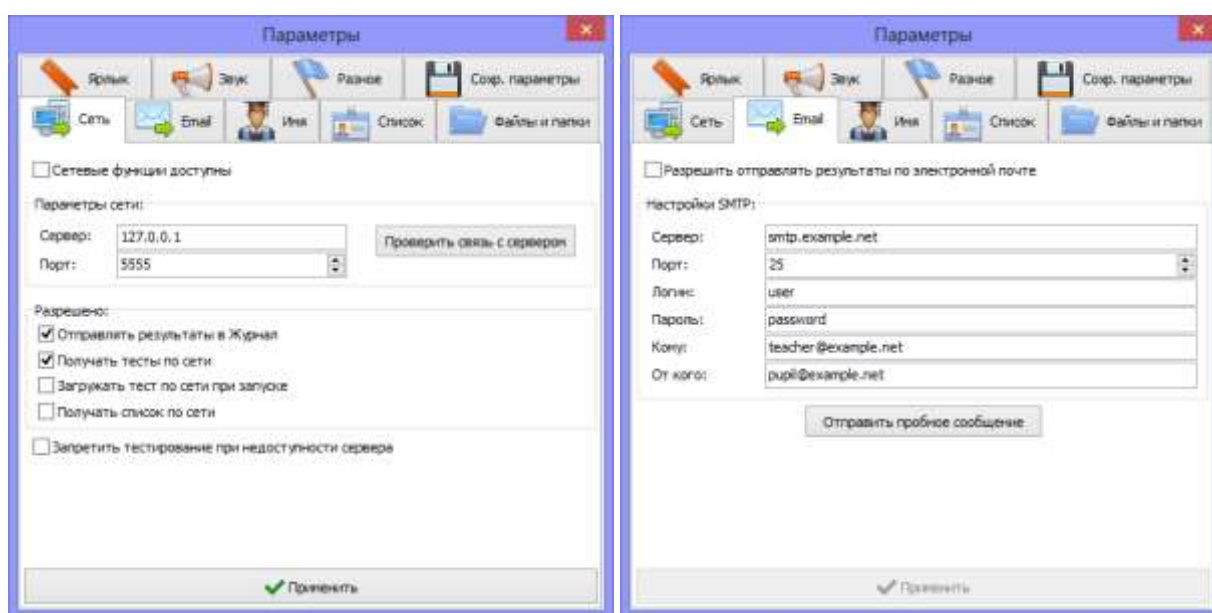 Параметры
Ярлык
Звук
Разное
Сохр. параметры
Сеть
Email
Имя
Список
Файлы и папки
Сетевые функции доступны
Параметры сети:
Сервер: 127.0.0.1
Проверить связь с сервером
Порт: 5555
Разрешено:
Отправлять результаты в Журнал
Получать тесты по сети
Загружать тест по сети при запуске
Получать список по сети
Запретить тестирование при недоступности сервера
Применить
Параметры
Ярлык
Звук
Разное
Сохр. параметры
Сеть
Email
Имя
Список
Файлы и папки
Разрешить отправлять результаты по электронной почте
Настройки SMTP:
Сервер: smtp.example.net
Порт: 25
Логин: user
Пароль: password
Кому: teacher@example.net
От кого: pupil@example.net
Отправить пробное сообщение
Применить